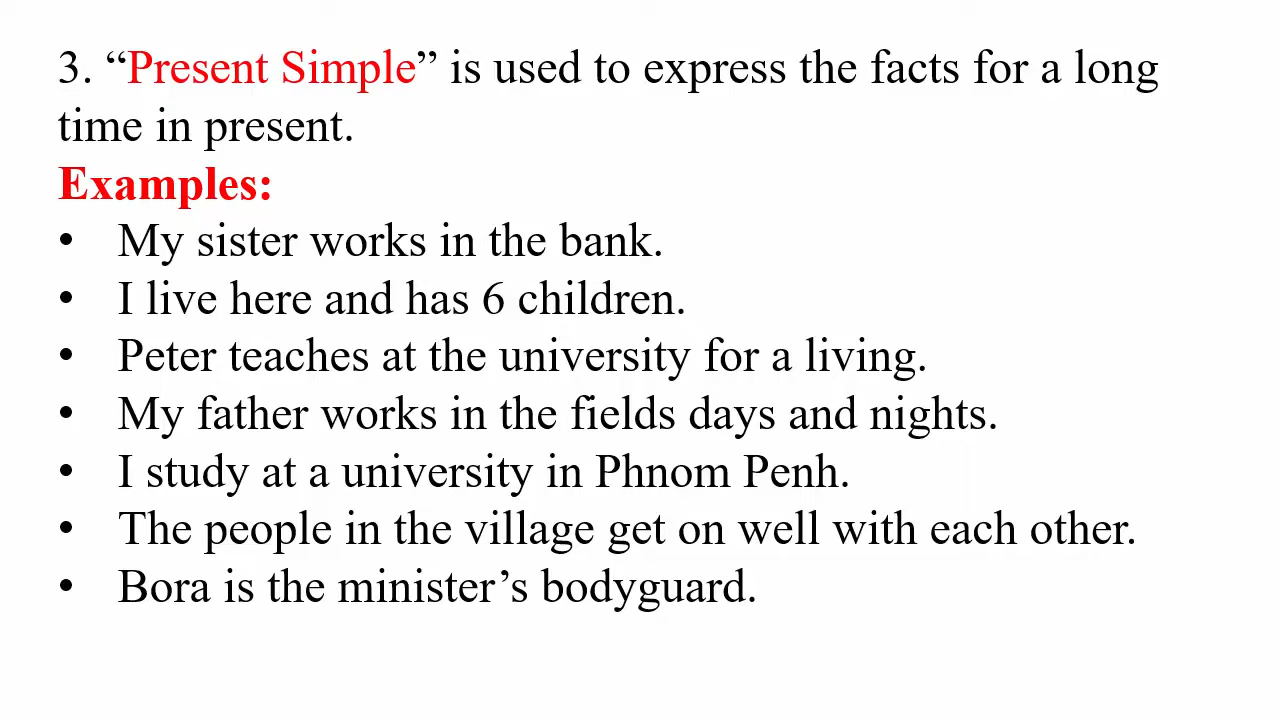 3. “Present Simple” is used to express the facts for a long
time in present.
Examples:
• My sister works in the bank.
• I live here and has 6 children.
• Peter teaches at the university for a living.
• My father works in the fields days and nights.
• I study at a university in Phnom Penh.
• The people in the village get on well with each other.
• Bora is the minister’s bodyguard.